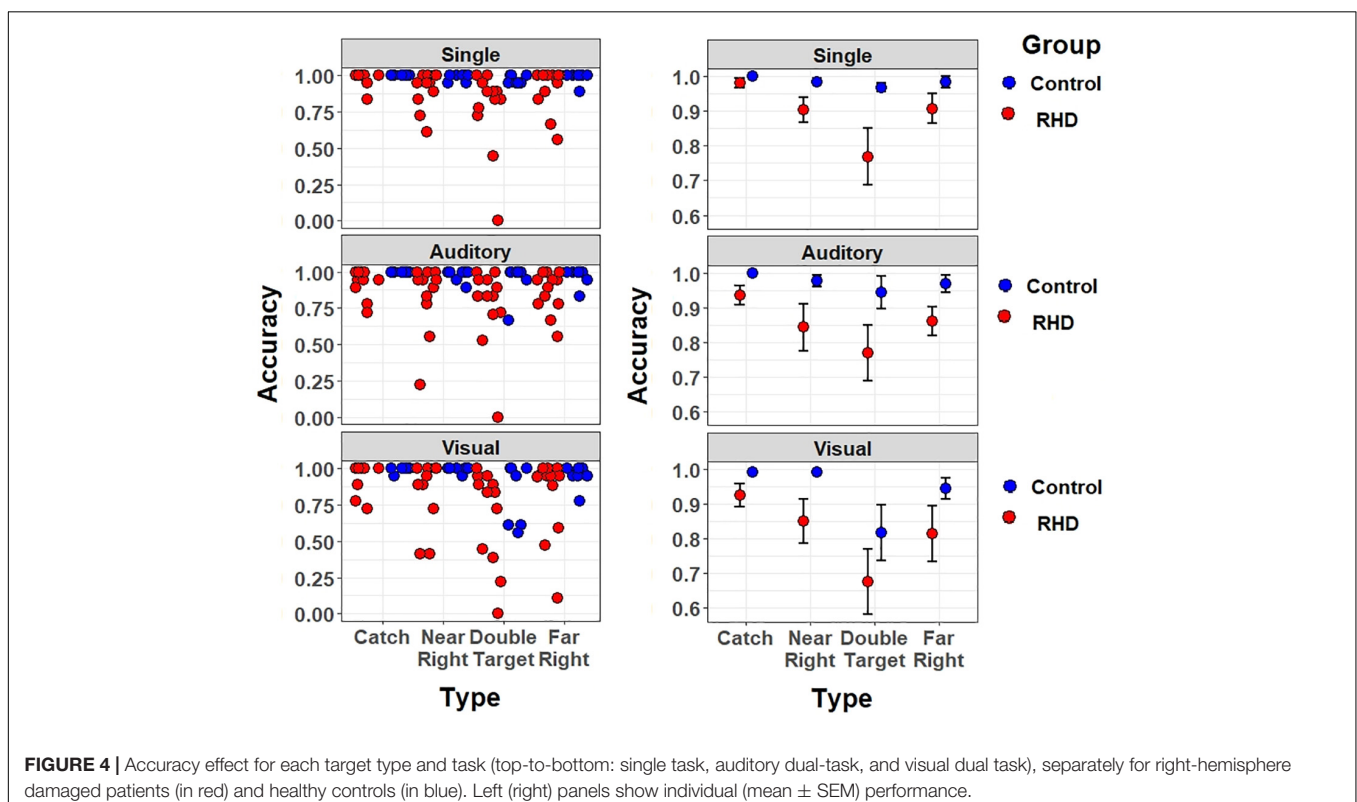 Single
1.00
0.75
0.50
0.25
0.00
Auditory
1.00
0.75
0.50
0.25
0.00
Visual
1.00
0.75
0.50
0.25
0.00
Accuracy
Catch Near Double Far
Right Target Right
Type
Single
1.0
0.9
0.8
0.7
0.6
Auditory
1.0
0.9
0.8
0.7
0.6
Visual
1.0
0.9
0.8
0.7
0.6
Accuracy
Catch Near Double Far
Right Target Right
Type
Group
Control
RHD
Control
RHD
Control
RHD
FIGURE 4 | Accuracy effect for each target type and task (top-to-bottom: single task, auditory dual-task, and visual dual task), separately for right-hemisphere
damaged patients (in red) and healthy controls (in blue). Left (right) panels show individual (mean ± SEM) performance.